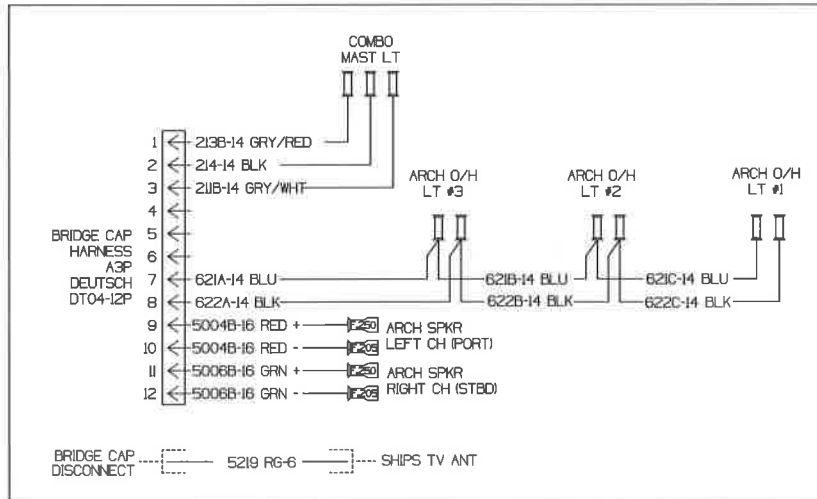 COMBO
MAST LT
1 213B-14 GRY/RED
2 214-14 BLK
3 211B-14 GRY/WHT
ARCH O/H
LT #3
ARCH O/H
LT #2
ARCH O/H
LT #1
4
5
6
BRIDGE CAP
HARNESS
A3P
DEUTSCH
DT04-12P
7 621A-14 BLU
621B-14 BLU
621C-14 BLU
8 622A-14 BLK
622B-14 BLK
622C-14 BLK
9 5004B-16 RED + F.250
10 5004B-16 RED - F.205
ARCH SPKR
LEFT CH (PORT)
11 5006B-16 GRN + F.250
12 5006B-16 GRN - F.205
ARCH SPKR
RIGHT CH (STBD)
BRIDGE CAP
DISCONNECT
5219 RG-6
SHIPS TV ANT